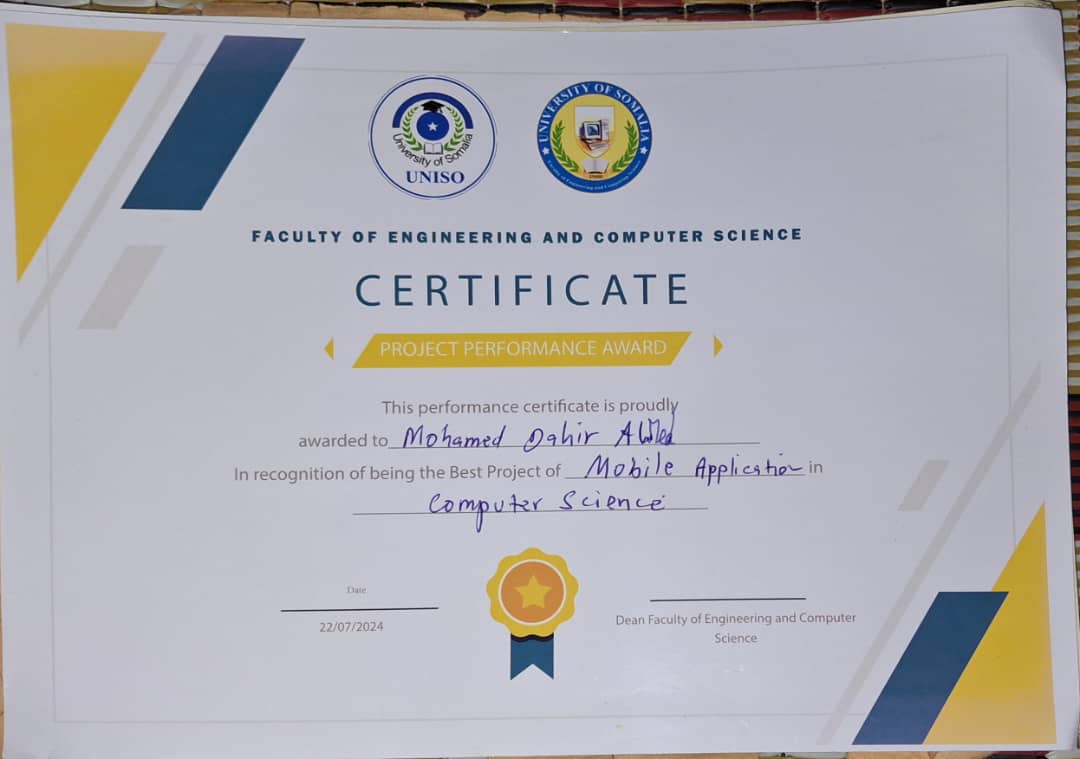 University of Somalia
UNISO
UNIVERSITY OF SOMALIA
Faculty of Engineering and Computing Science
FACULTY OF ENGINEERING AND COMPUTER SCIENCE
CERTIFICATE
PROJECT PERFORMANCE AWARD
This performance certificate is proudly
awarded to Mohamed Dahir
In recognition of being the Best Project of Mobile Application in
Computer Science
Date
22/07/2024
Dean Faculty of Engineering and Computer
Science